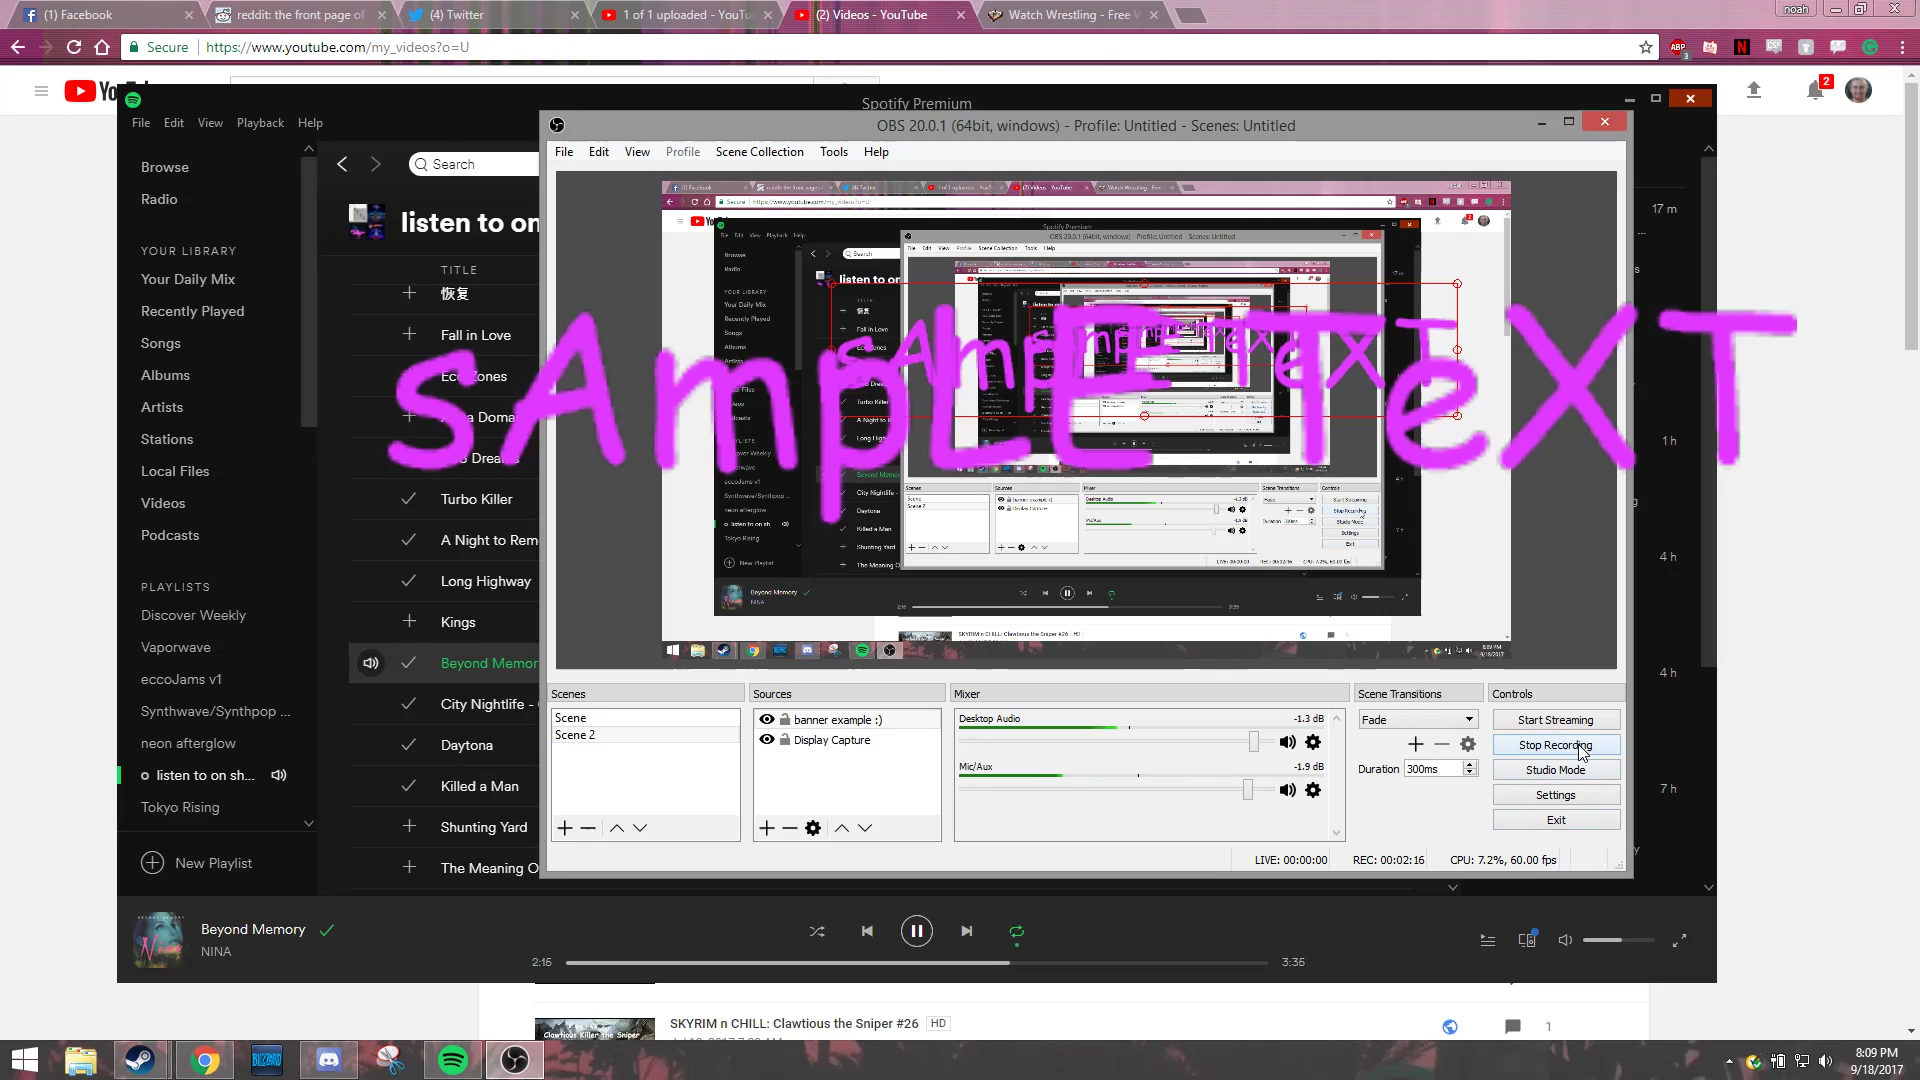 (1) Facebook
reddit: the front page of
(4) Twitter
1 of 1 uploaded - YouTu
(2) Videos - YouTube
Watch Wrestling - Free W
noah
Secure
https://www.youtube.com/my_videos?o=U
ABP
3
N
CSS
2
Spotify Premium
File Edit View Playback Help
Browse
Radio
YOUR LIBRARY
Your Daily Mix
Recently Played
Songs
Albums
Artists
Stations
Local Files
Videos
Podcasts
PLAYLISTS
Discover Weekly
Vaporwave
eccoJams v1
Synthwave/Synthpop ...
neon afterglow
listen to on sh...
Tokyo Rising
New Playlist
Search
listen to on
TITLE
恢复
Fall in Love
Turbo Killer
A Night to Rem
Long Highway
Kings
Beyond Memor
City Nightlife -
Daytona
Killed a Man
Shunting Yard
The Meaning O
17 m
1 h
4 h
4 h
7 h
OBS 20.0.1 (64bit, windows) - Profile: Untitled - Scenes: Untitled
File Edit View Profile Scene Collection Tools Help
sAmpLE TeXT
Scenes
Scene
Scene 2
Sources
banner example :)
Display Capture
Mixer
Desktop Audio
-1.3 dB
Mic/Aux
-1.9 dB
Scene Transitions
Fade
Duration 300ms
Controls
Start Streaming
Stop Recording
Studio Mode
Settings
Exit
LIVE: 00:00:00
REC: 00:02:16
CPU: 7.2%, 60.00 fps
Beyond Memory
NINA
2:15
3:35
SKYRIM n CHILL: Clawtious the Sniper #26
HD
1
BLIZZARD
8:09 PM
9/18/2017